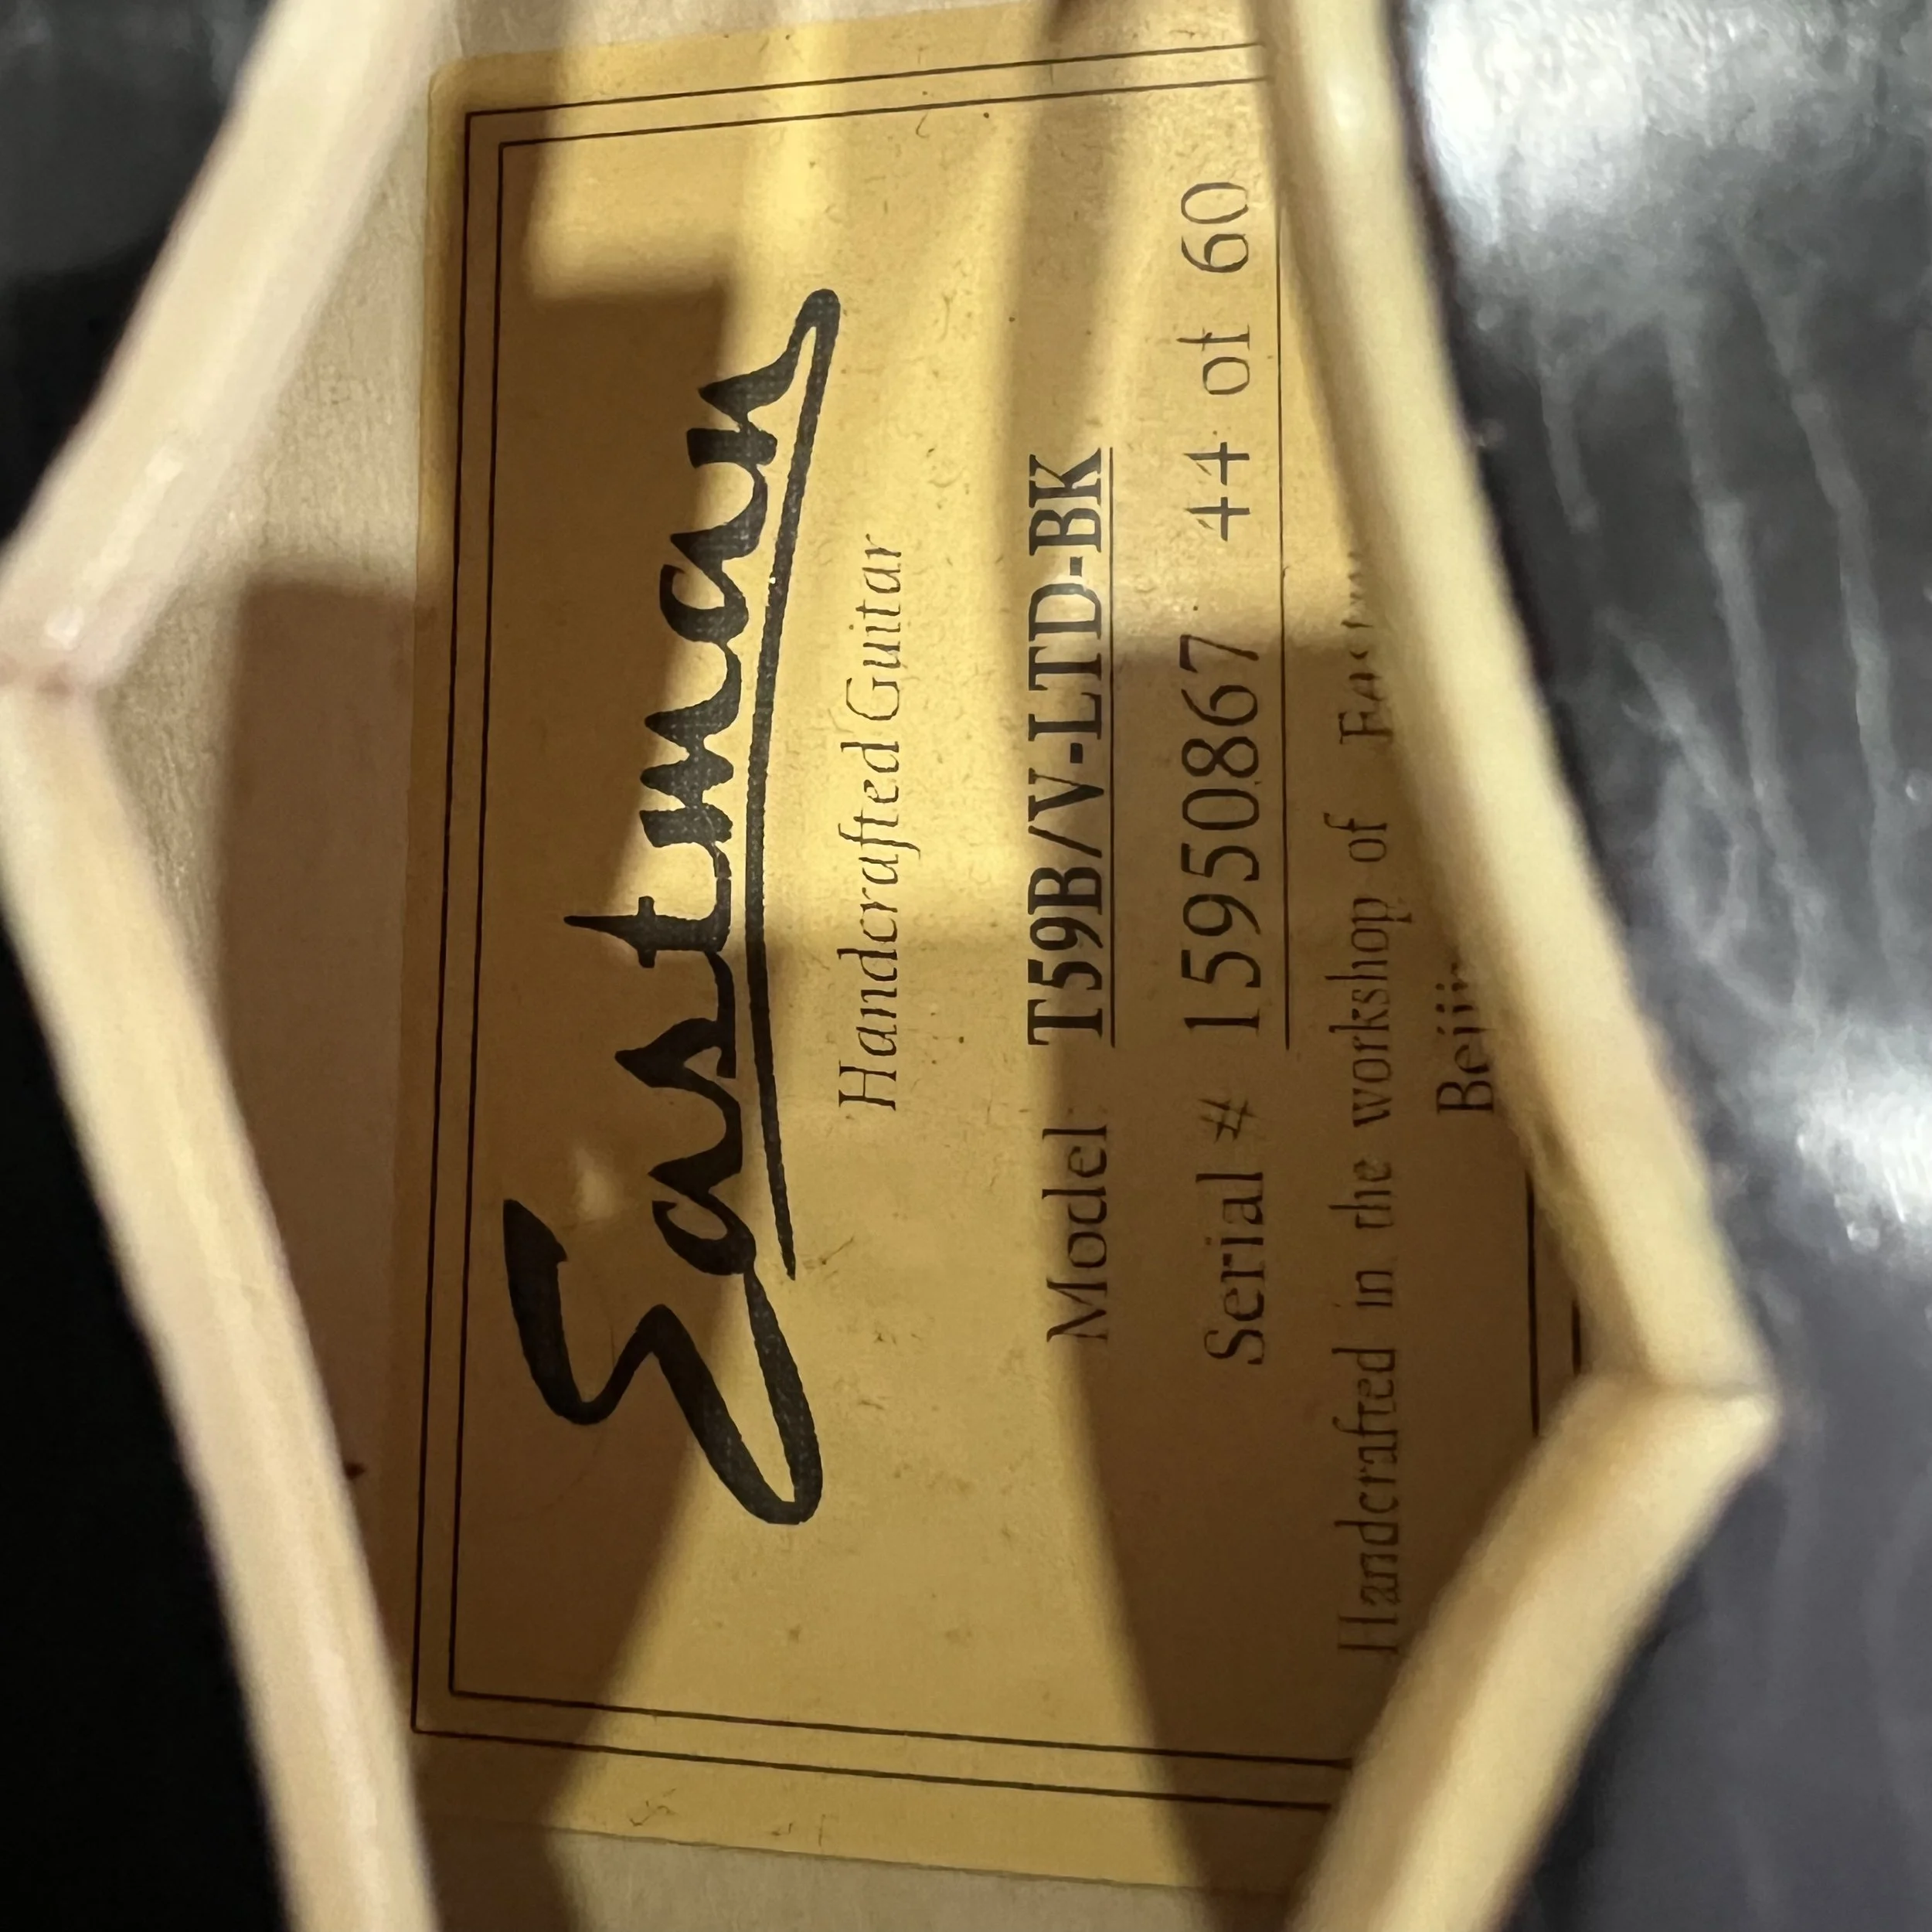 Eastman
Handcrafted Guitar
Model: T59B/V-LTD-BK
Serial # 15950867 44 of 60
Handcrafted in the workshop of